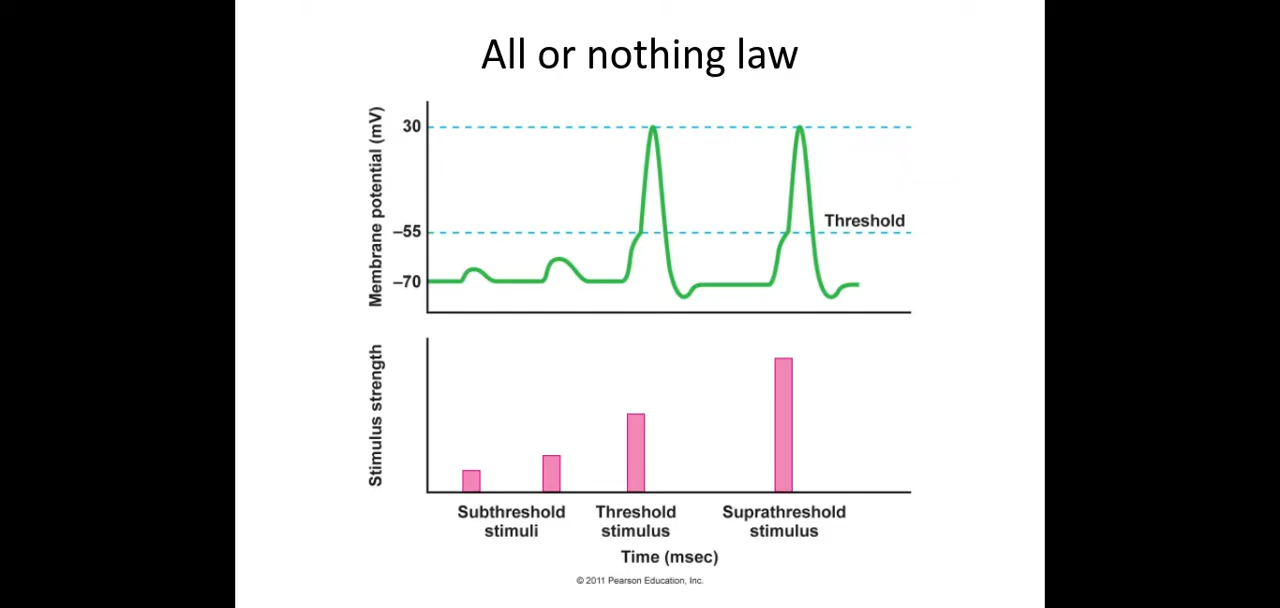 All or nothing law
Membrane potential (mV)
30
–55
–70
Threshold
Stimulus strength
Subthreshold
stimuli
Threshold
stimulus
Suprathreshold
stimulus
Time (msec)
© 2011 Pearson Education, Inc.